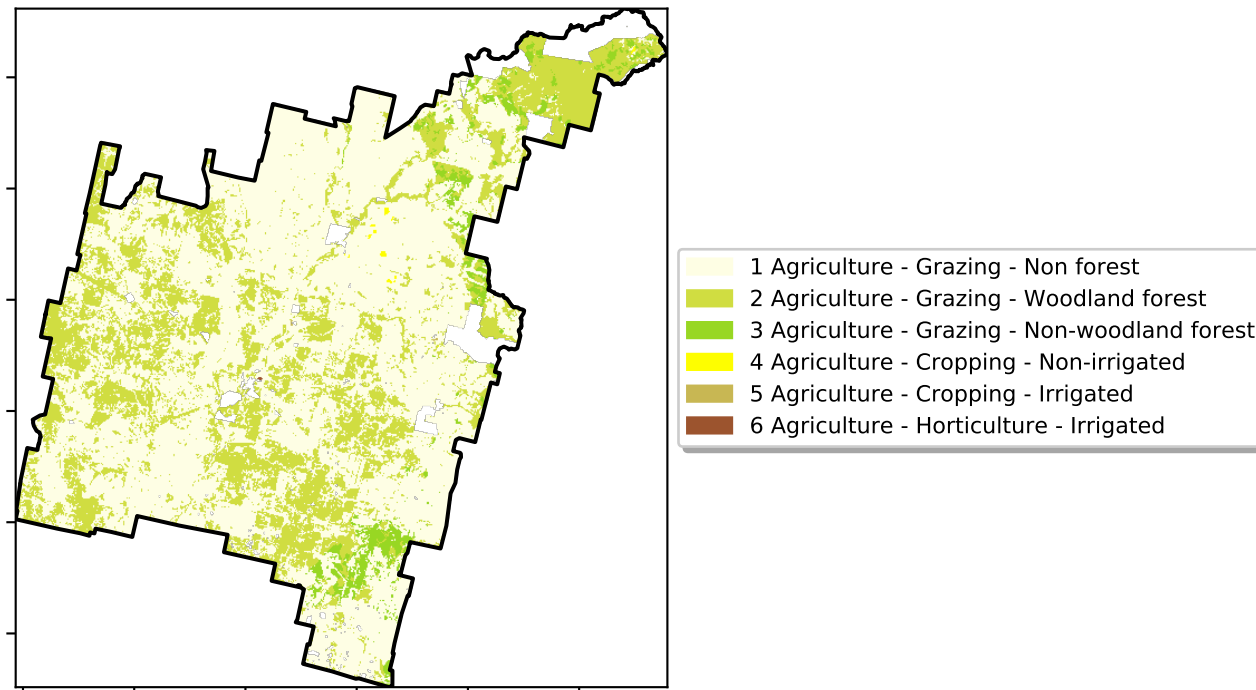 1 Agriculture - Grazing - Non forest
2 Agriculture - Grazing - Woodland forest
3 Agriculture - Grazing - Non-woodland forest
4 Agriculture - Cropping - Non-irrigated
5 Agriculture - Cropping - Irrigated
6 Agriculture - Horticulture - Irrigated